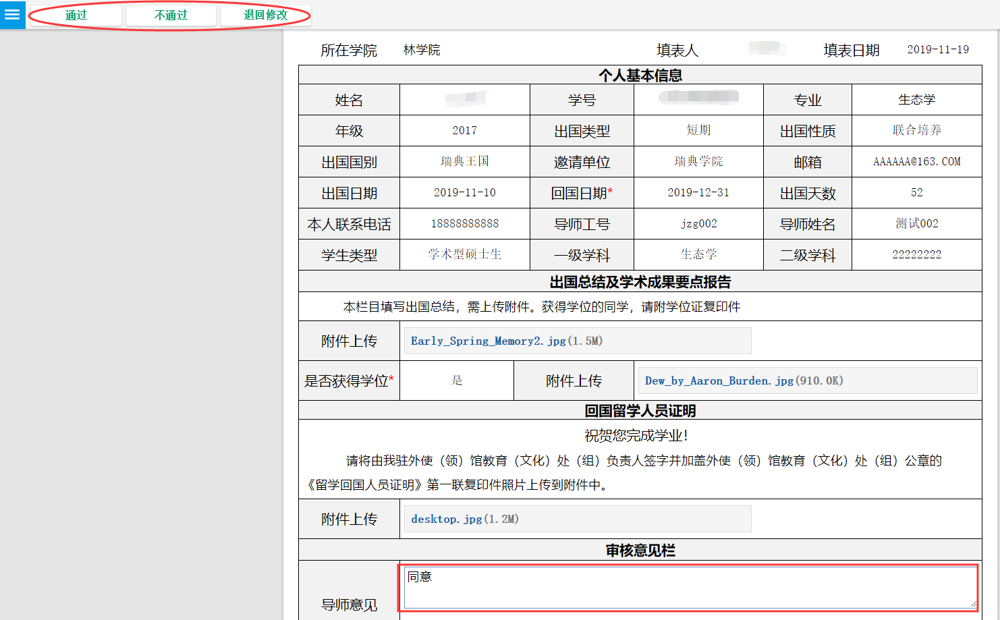 通过 不通过 退回修改
所在学院 林学院 填表人 填表日期 2019-11-19
个人基本信息
姓名 学号 专业 生态学
年级 2017 出国类型 短期 出国性质 联合培养
出国国别 瑞典王国 邀请单位 瑞典学院 邮箱 AAAAAA@163.COM
出国日期 2019-11-10 回国日期* 2019-12-31 出国天数 52
本人联系电话 18888888888 导师工号 jzg002 导师姓名 测试002
学生类型 学术型硕士生 一级学科 生态学 二级学科 22222222
出国总结及学术成果要点报告
本栏目填写出国总结，需上传附件。获得学位的同学，请附学位证复印件
附件上传 Early_Spring_Memory2.jpg(1.5M)
是否获得学位* 是 附件上传 Dew_by_Aaron_Burden.jpg(910.0K)
回国留学人员证明
祝贺您完成学业！
请将由我驻外使（领）馆教育（文化）处（组）负责人签字并加盖外使（领）馆教育（文化）处（组）公章的
《留学回国人员证明》第一联复印件照片上传到附件中。
附件上传 desktop.jpg(1.2M)
审核意见栏
同意
导师意见